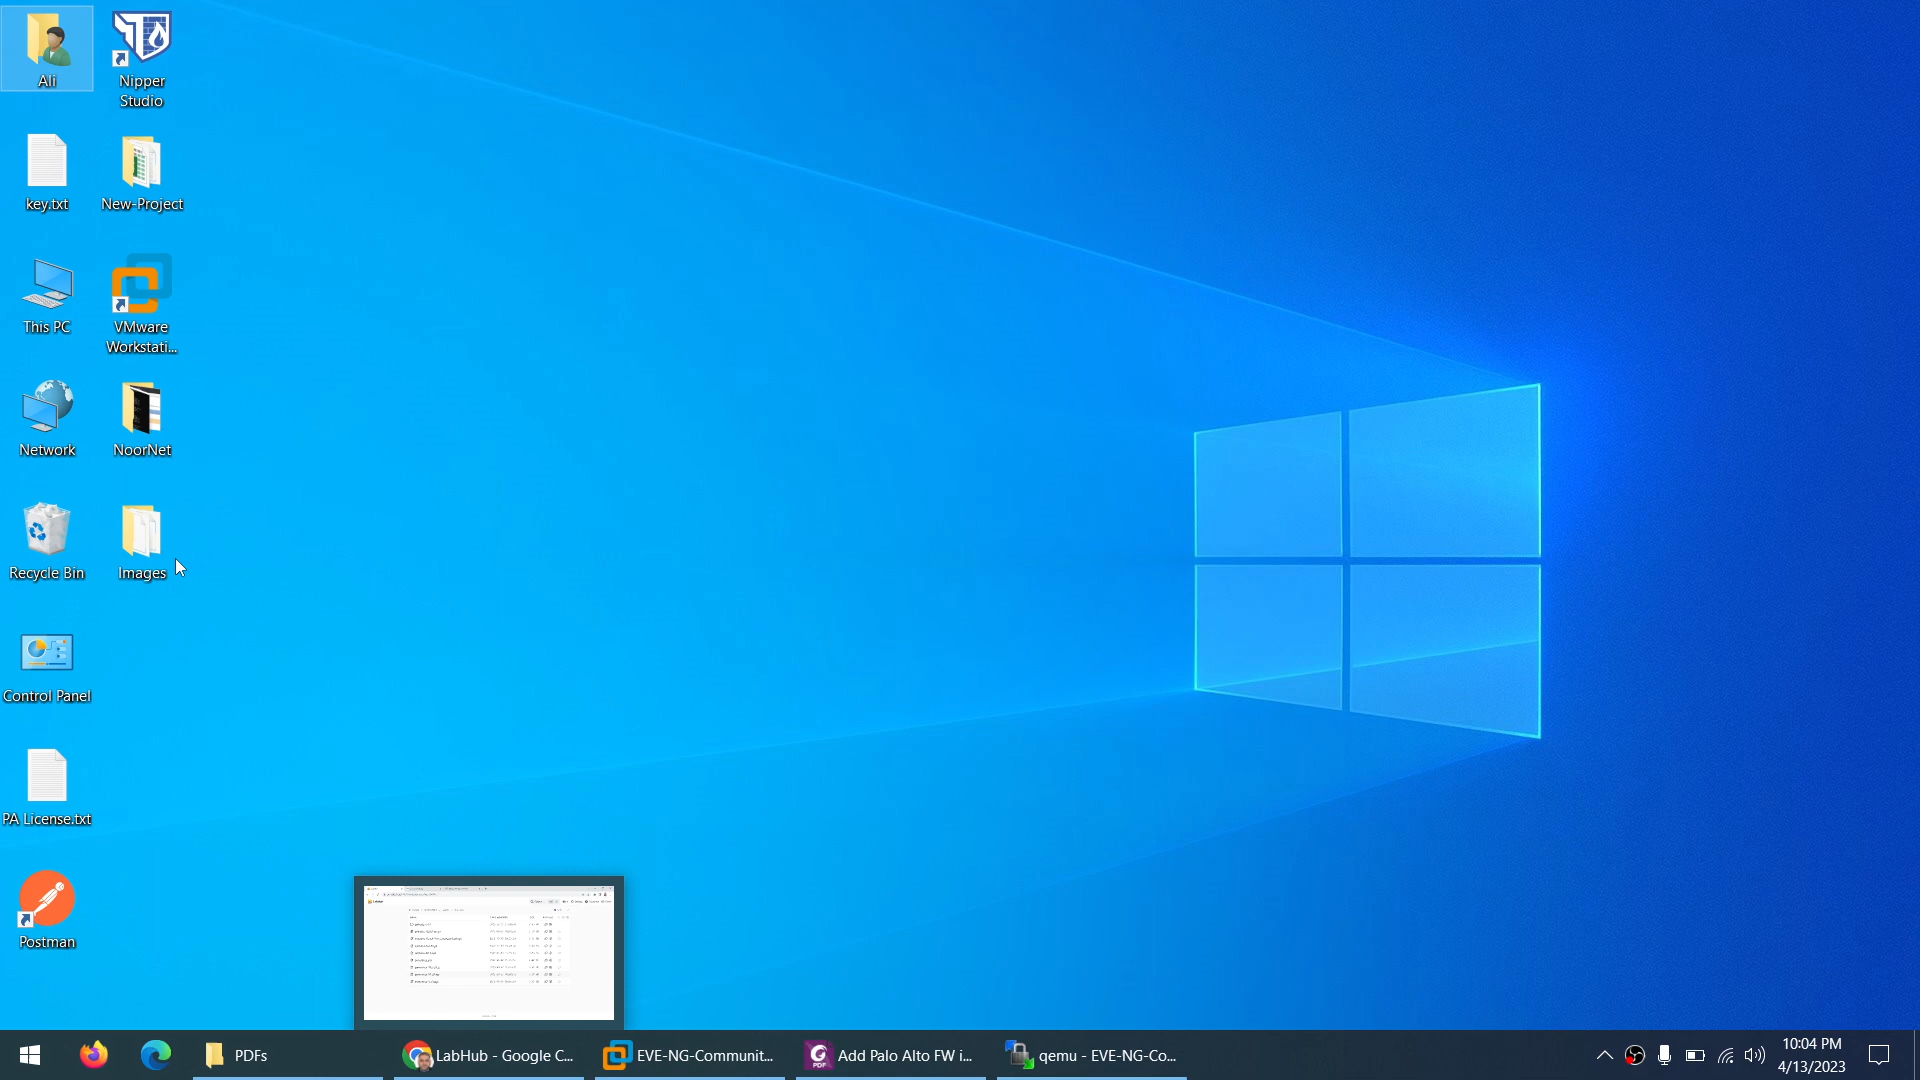 Ali
Nipper
Studio
key.txt
New-Project
This PC
VMware
Workstati...
Network
NoorNet
Recycle Bin
Images
Control Panel
PA License.txt
Postman
PDFs
LabHub - Google C...
EVE-NG-Communit...
PDF
Add Palo Alto FW i...
qemu - EVE-NG-Co...
10:04 PM
4/13/2023